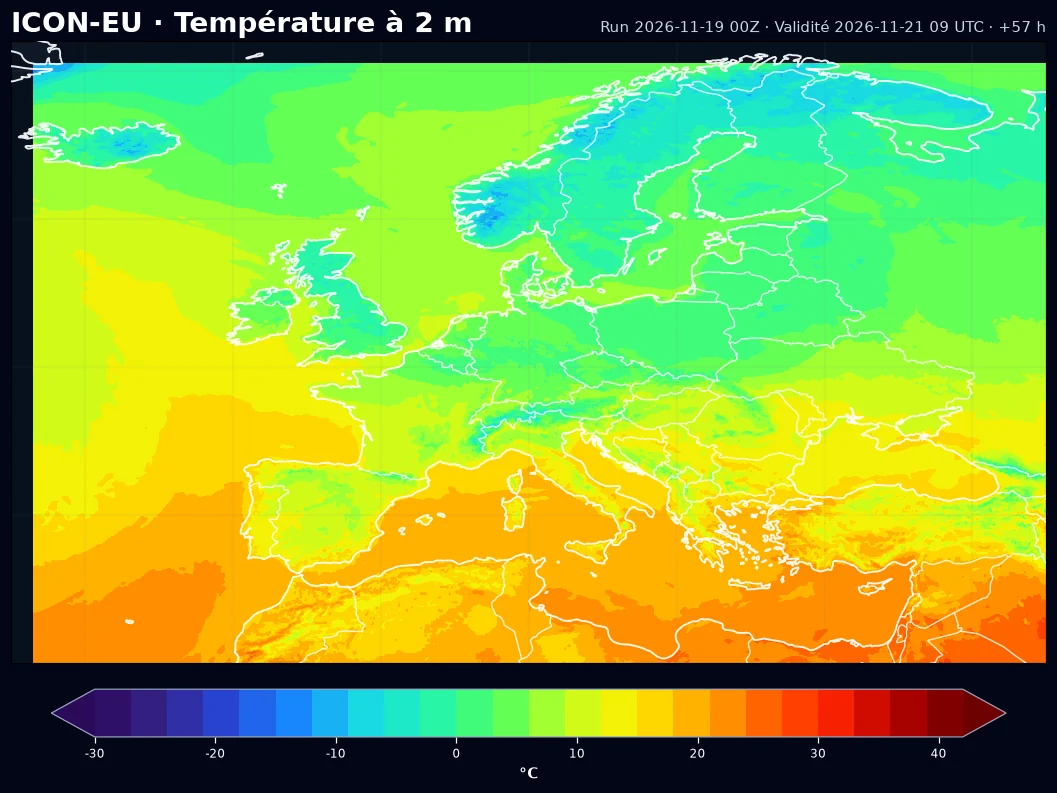 ICON-EU · Température à 2 m
Run 2026-11-19 00Z · Validité 2026-11-21 09 UTC · +57 h
-30 -20 -10 0 10 20 30 40
°C